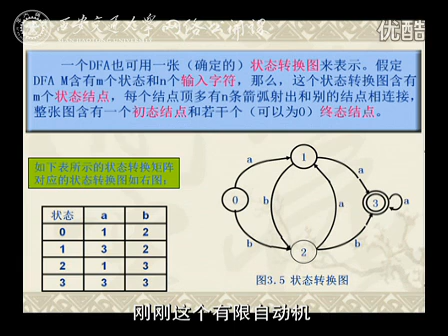 西安交通大学网络公开课
优酷
一个DFA也可用一张（确定的）状态转换图来表示。假定
DFA M含有m个状态和n个输入字符，那么，这个状态转换图含有
m个状态结点，每个结点顶多有n条箭弧射出和别的结点相连接，
整张图含有一个初态结点和若干个（可以为0）终态结点。
如下表所示的状态转换矩阵
对应的状态转换图如右图：
状态 a b
0 1 2
1 3 2
2 1 3
3 3 3
1
a
a
0
b
a
3
a
b
2
b
图3.5 状态转换图
刚刚这个有限自动机